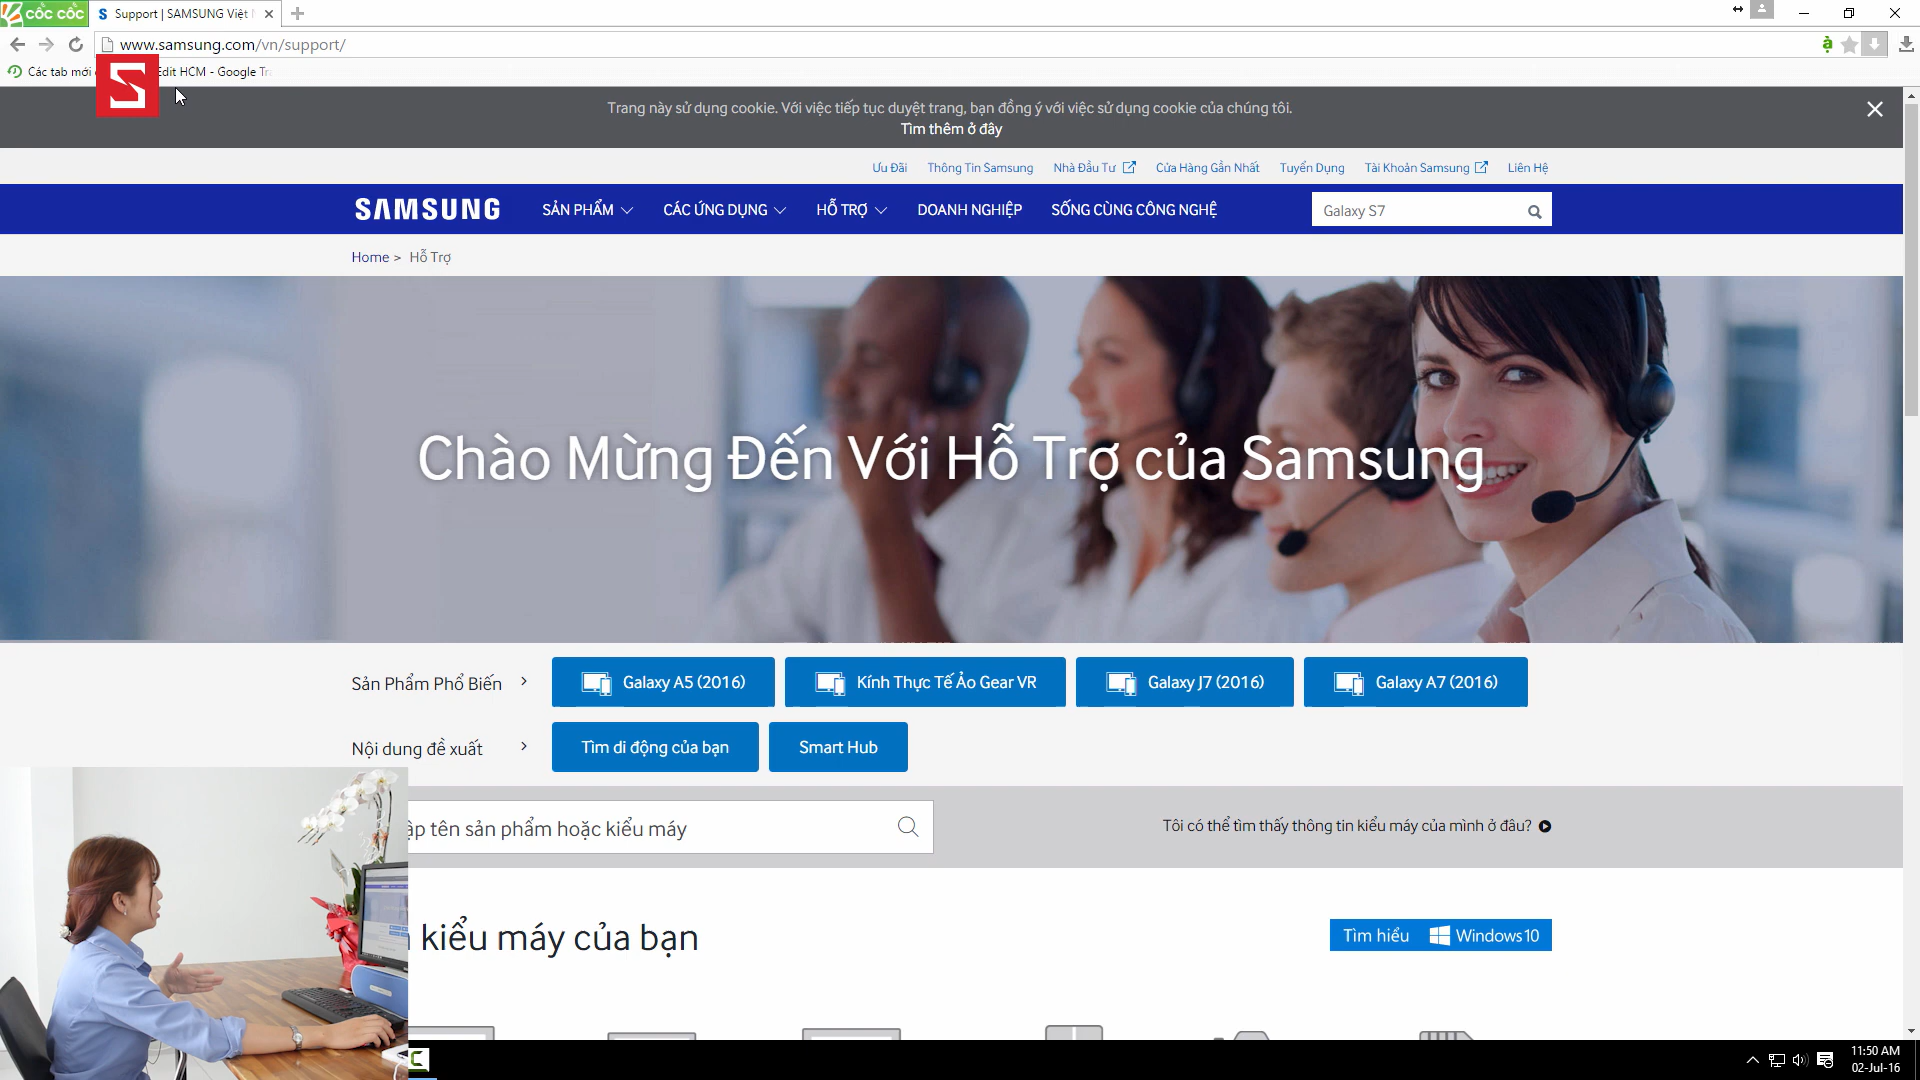 cốc cốc
Support | SAMSUNG Việt
www.samsung.com/vn/support/
Các tab mới
Edit HCM - Google
Trang này sử dụng cookie. Với việc tiếp tục duyệt trang, bạn đồng ý với việc sử dụng cookie của chúng tôi.
Tìm thêm ở đây
Ưu Đãi Thông Tin Samsung Nhà Đầu Tư Cửa Hàng Gần Nhất Tuyển Dụng Tài Khoản Samsung Liên Hệ
SAMSUNG SẢN PHẨM CÁC ỨNG DỤNG HỖ TRỢ DOANH NGHIỆP SỐNG CÙNG CÔNG NGHỆ Galaxy S7
Home > Hỗ Trợ
Chào Mừng Đến Với Hỗ Trợ của Samsung
Sản Phẩm Phổ Biến > Galaxy A5 (2016) Kính Thực Tế Ảo Gear VR Galaxy J7 (2016) Galaxy A7 (2016)
Nội dung đề xuất > Tìm di động của bạn Smart Hub
tên sản phẩm hoặc kiểu máy
Tôi có thể tìm thấy thông tin kiểu máy của mình ở đâu?
kiểu máy của bạn
Tìm hiểu Windows 10
11:50 AM
02-Jul-16